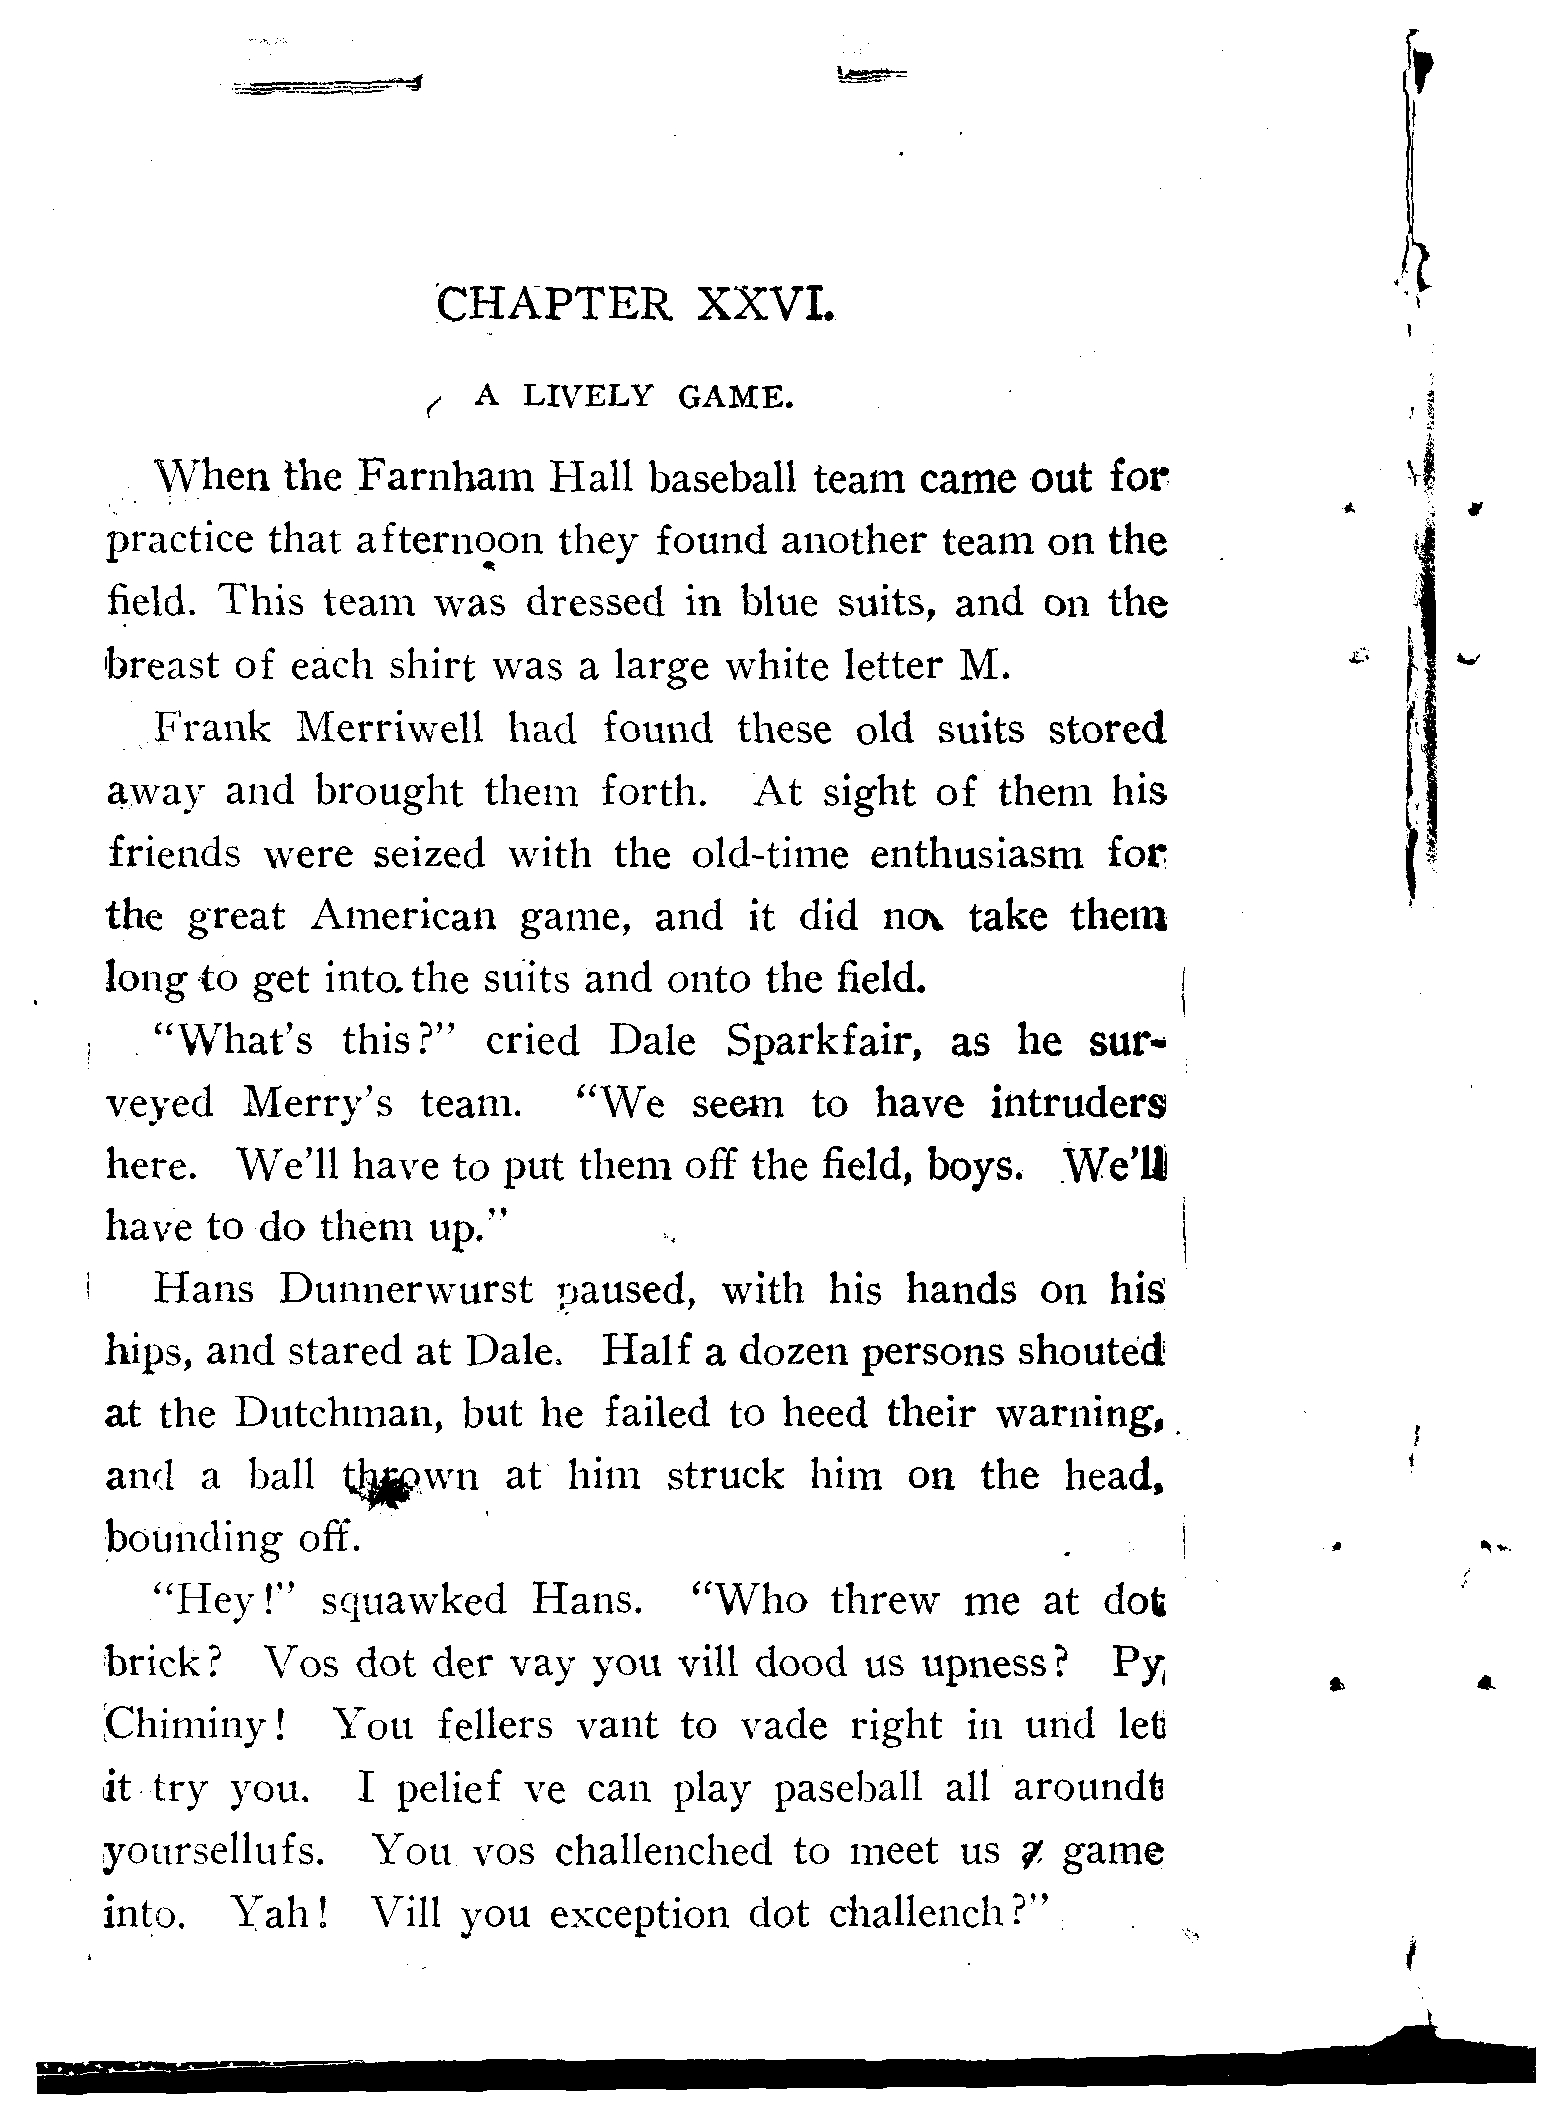 CHAPTER XXVI.
A LIVELY GAME.
When the Farnham Hall baseball team came out for
practice that afternoon they found another team on the
field. This team was dressed in blue suits, and on the
breast of each shirt was a large white letter M.
Frank Merriwell had found these old suits stored
away and brought them forth. At sight of them his
friends were seized with the old-time enthusiasm for
the great American game, and it did not take them
long to get into the suits and onto the field.
"What's this?" cried Dale Sparkfair, as he sur-
veyed Merry's team. "We seem to have intruders
here. We'll have to put them off the field, boys. We'll
have to do them up."
Hans Dunnerwurst paused, with his hands on his
hips, and stared at Dale. Half a dozen persons shouted
at the Dutchman, but he failed to heed their warning,
and a ball thrown at him struck him on the head,
bounding off.
"Hey!" squawked Hans. "Who threw me at dot
brick? Vos dot der vay you vill dood us upness? Py
Chiminy! You fellers vant to vade right in und let
it try you. I pelief ve can play paseball all aroundt
yoursellufs. You vos challenched to meet us a game
into. Yah! Vill you exception dot challench?"